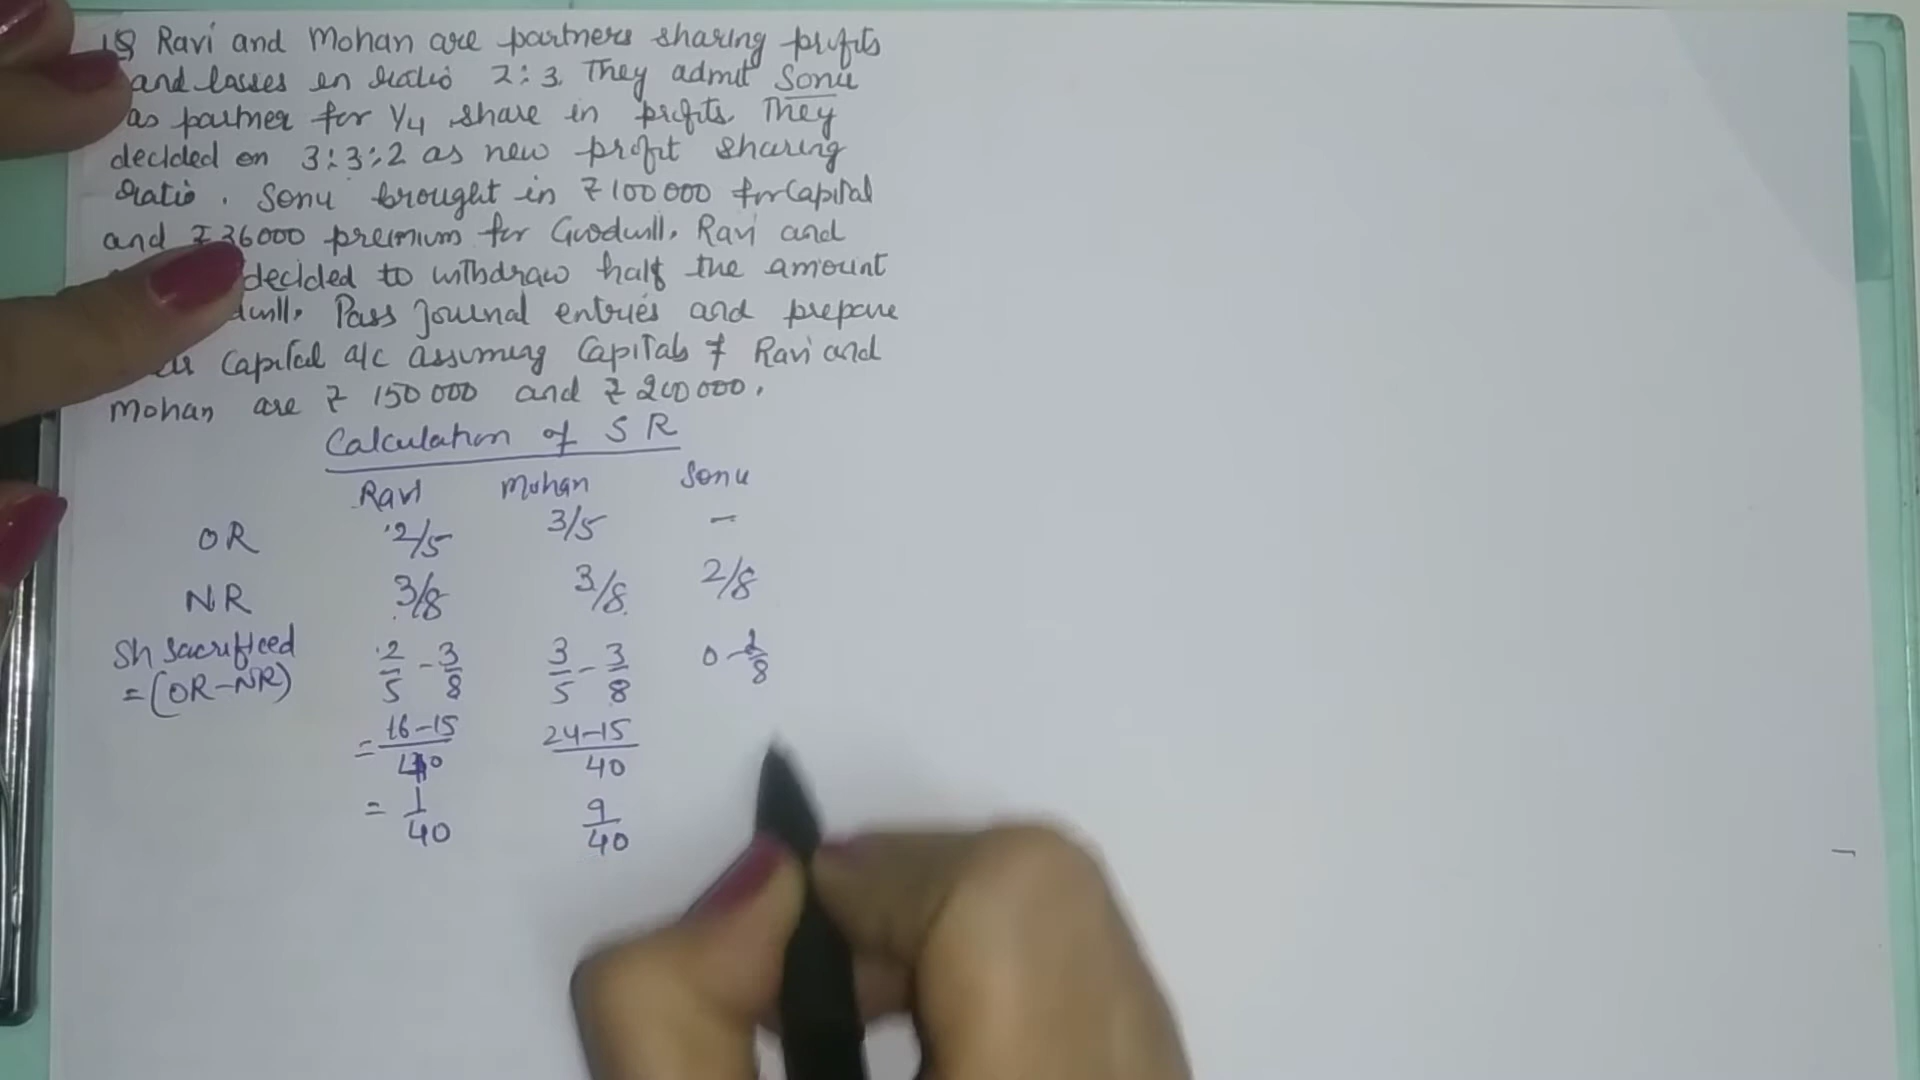 Ravi and Mohan are partners sharing profits
and losses in ratio 2:3. They admit Sonu
as partner for 1/4 share in profits. They
decided on 3:3:2 as new profit sharing
ratio. Sonu brought in ₹100000 for Capital
and ₹36000 premium for Goodwill. Ravi and
decided to withdraw half the amount
Pass Journal entries and prepare
Capital a/c assuming Capitals of Ravi and
Mohan are ₹ 150000 and ₹ 200000.
Calculation of SR
Ravi Mohan Sonu
OR 2/5 3/5 –
NR 3/8 3/8 2/8
Sh sacrificed 2/5 – 3/8 3/5 – 3/8 0 – 2/8
=(OR–NR)
= 16–15/40 24–15/40
= 1/40 9/40